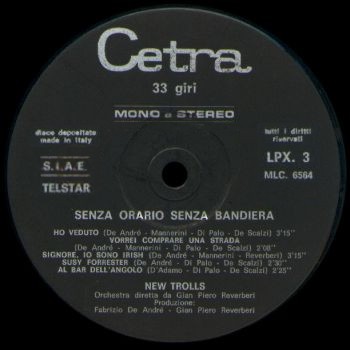 Cetra
33 giri
MONO e STEREO
disco depositato
made in Italy
tutti i diritti
riservati
S.I.A.E.
TELSTAR
LPX. 3
MLC. 6564
SENZA ORARIO SENZA BANDIERA
HO VEDUTO (De André - Mannerini - Di Palo - De Scalzi) 3'15"
VORREI COMPRARE UNA STRADA
(De André - Mannerini - Di Palo - De Scalzi) 2'08"
SIGNORE, IO SONO IRISH (De André - Mannerini - Reverberi) 3'15"
SUSY FORRESTER (De André - Mannerini - Di Palo - De Scalzi) 2'30"
AL BAR DELL'ANGOLO (D'Adamo - Di Palo - De Scalzi) 2'25"
NEW TROLLS
Orchestra diretta da Gian Piero Reverberi
Produzione:
Fabrizio De André - Gian Piero Reverberi